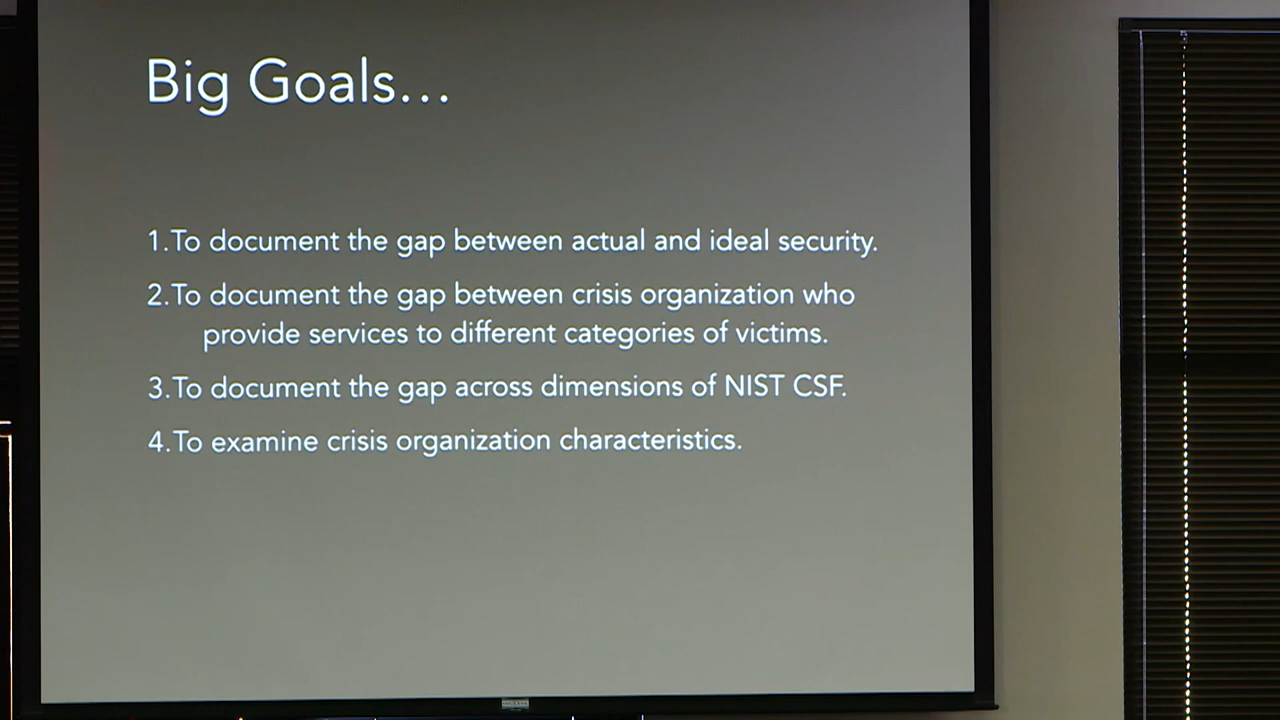 Big Goals...
1.To document the gap between actual and ideal security.
2.To document the gap between crisis organization who
provide services to different categories of victims.
3.To document the gap across dimensions of NIST CSF.
4.To examine crisis organization characteristics.